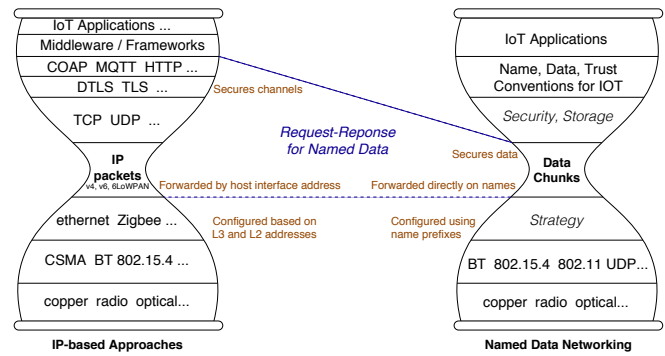 IoT Applications ...
Middleware / Frameworks
COAP MQTT HTTP ...
DTLS TLS ...
TCP UDP ...
IP
packets
v4, v6, 6LoWPAN
ethernet Zigbee ...
CSMA BT 802.15.4 ...
copper radio optical...
IP-based Approaches
Secures channels
Request-Reponse
for Named Data
Secures data
Forwarded by host interface address
Forwarded directly on names
Configured based on
L3 and L2 addresses
Configured using
name prefixes
IoT Applications
Name, Data, Trust
Conventions for IOT
Security, Storage
Data
Chunks
Strategy
BT 802.15.4 802.11 UDP...
copper radio optical...
Named Data Networking